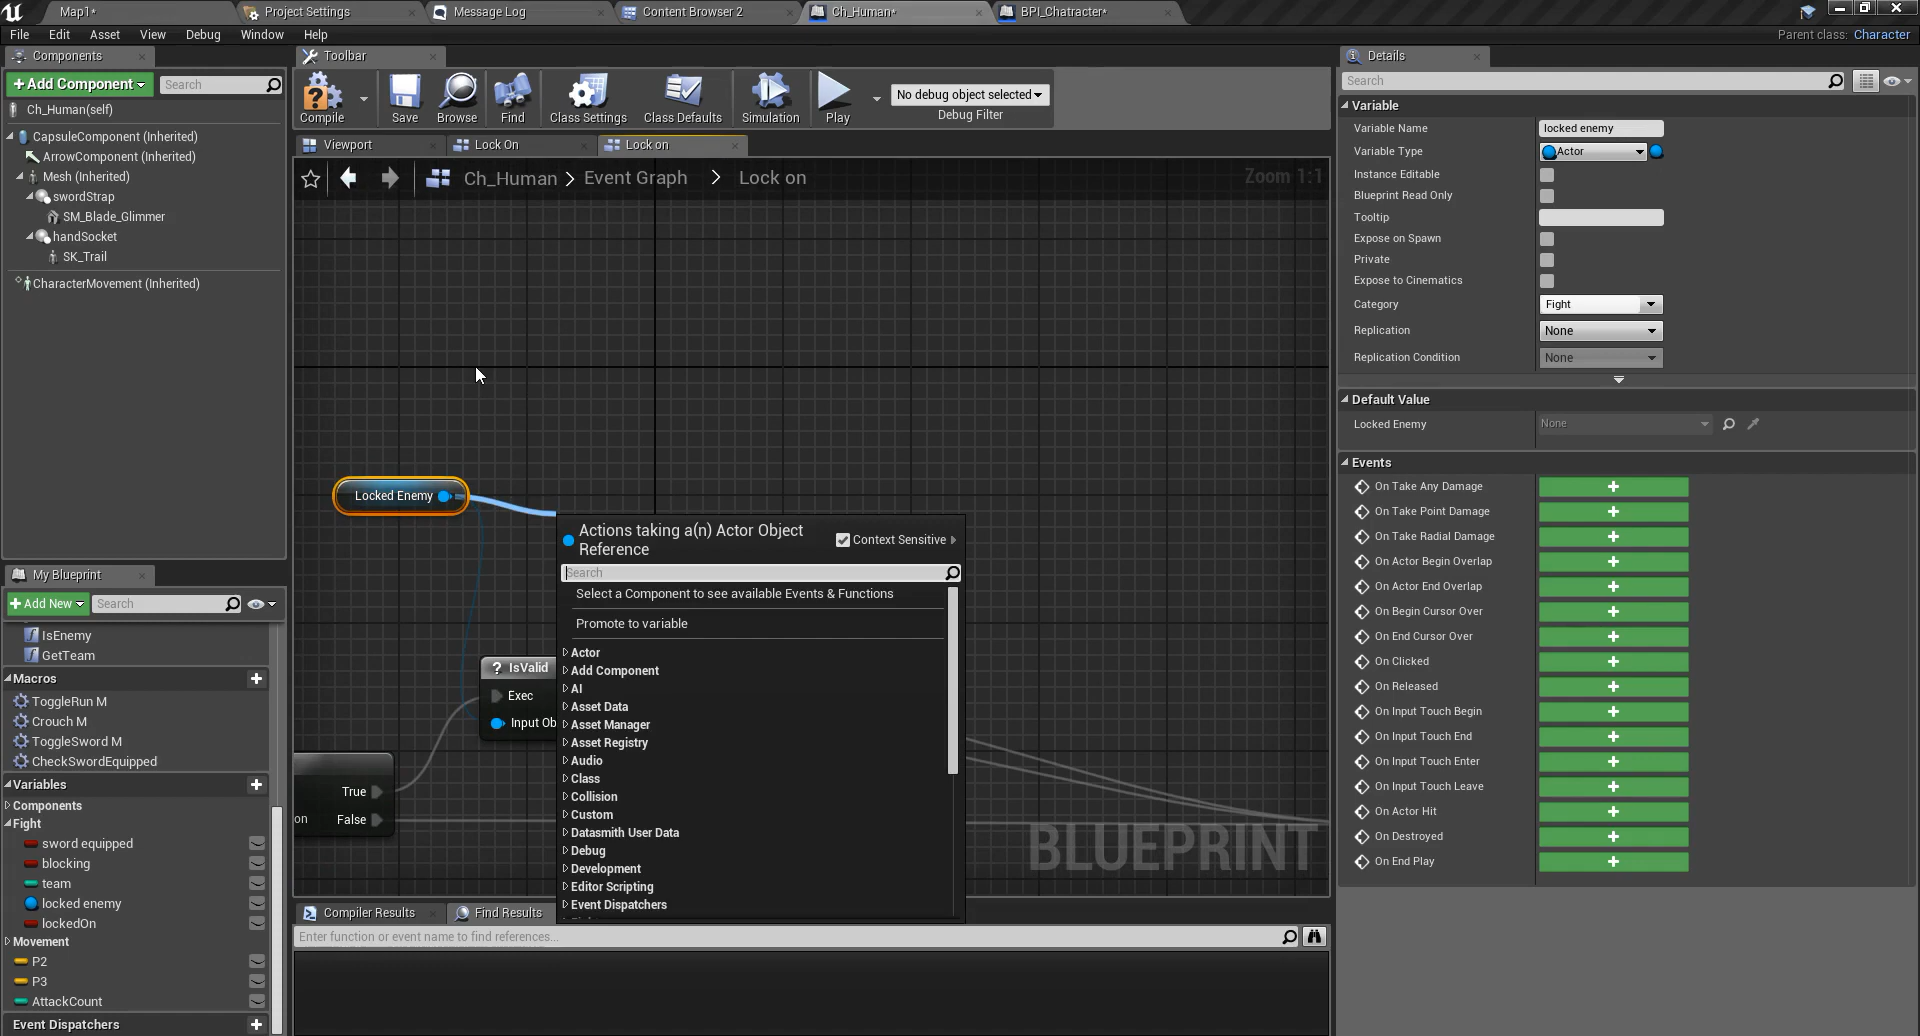 Map1*
Project Settings
Message Log
Content Browser 2
Ch_Human*
BPI_Chatracter*
File Edit Asset View Debug Window Help
Parent class: Character
Components
Toolbar
Details
+Add Component
Search
Search
Ch_Human(self)
Compile
Save
Browse
Find
Class Settings
Class Defaults
Simulation
Play
No debug object selected
Debug Filter
Variable
CapsuleComponent (Inherited)
ArrowComponent (Inherited)
Mesh (Inherited)
swordStrap
SM_Blade_Glimmer
handSocket
SK_Trail
CharacterMovement (Inherited)
Viewport
Lock On
Lock on
Ch_Human > Event Graph > Lock on
Zoom 1:1
Variable Name locked enemy
Variable Type Actor
Instance Editable
Blueprint Read Only
Tooltip
Expose on Spawn
Private
Expose to Cinematics
Category Fight
Replication None
Replication Condition None
Default Value
Locked Enemy None
Events
On Take Any Damage
On Take Point Damage
On Take Radial Damage
On Actor Begin Overlap
On Actor End Overlap
On Begin Cursor Over
On End Cursor Over
On Clicked
On Released
On Input Touch Begin
On Input Touch End
On Input Touch Enter
On Input Touch Leave
On Actor Hit
On Destroyed
On End Play
Locked Enemy
Actions taking a(n) Actor Object
Reference
Context Sensitive
Search
Select a Component to see available Events & Functions
Promote to variable
Actor
Add Component
AI
Asset Data
Asset Manager
Asset Registry
Audio
Class
Collision
Custom
Datasmith User Data
Debug
Development
Editor Scripting
Event Dispatchers
? IsValid
Exec
Input Ob
True
on False
BLUEPRINT
My Blueprint
+Add New
Search
IsEnemy
GetTeam
Macros
ToggleRun M
Crouch M
ToggleSword M
CheckSwordEquipped
Variables
Components
Fight
sword equipped
blocking
team
locked enemy
lockedOn
Movement
P2
P3
AttackCount
Event Dispatchers
Compiler Results
Find Results
Enter function or event name to find references...